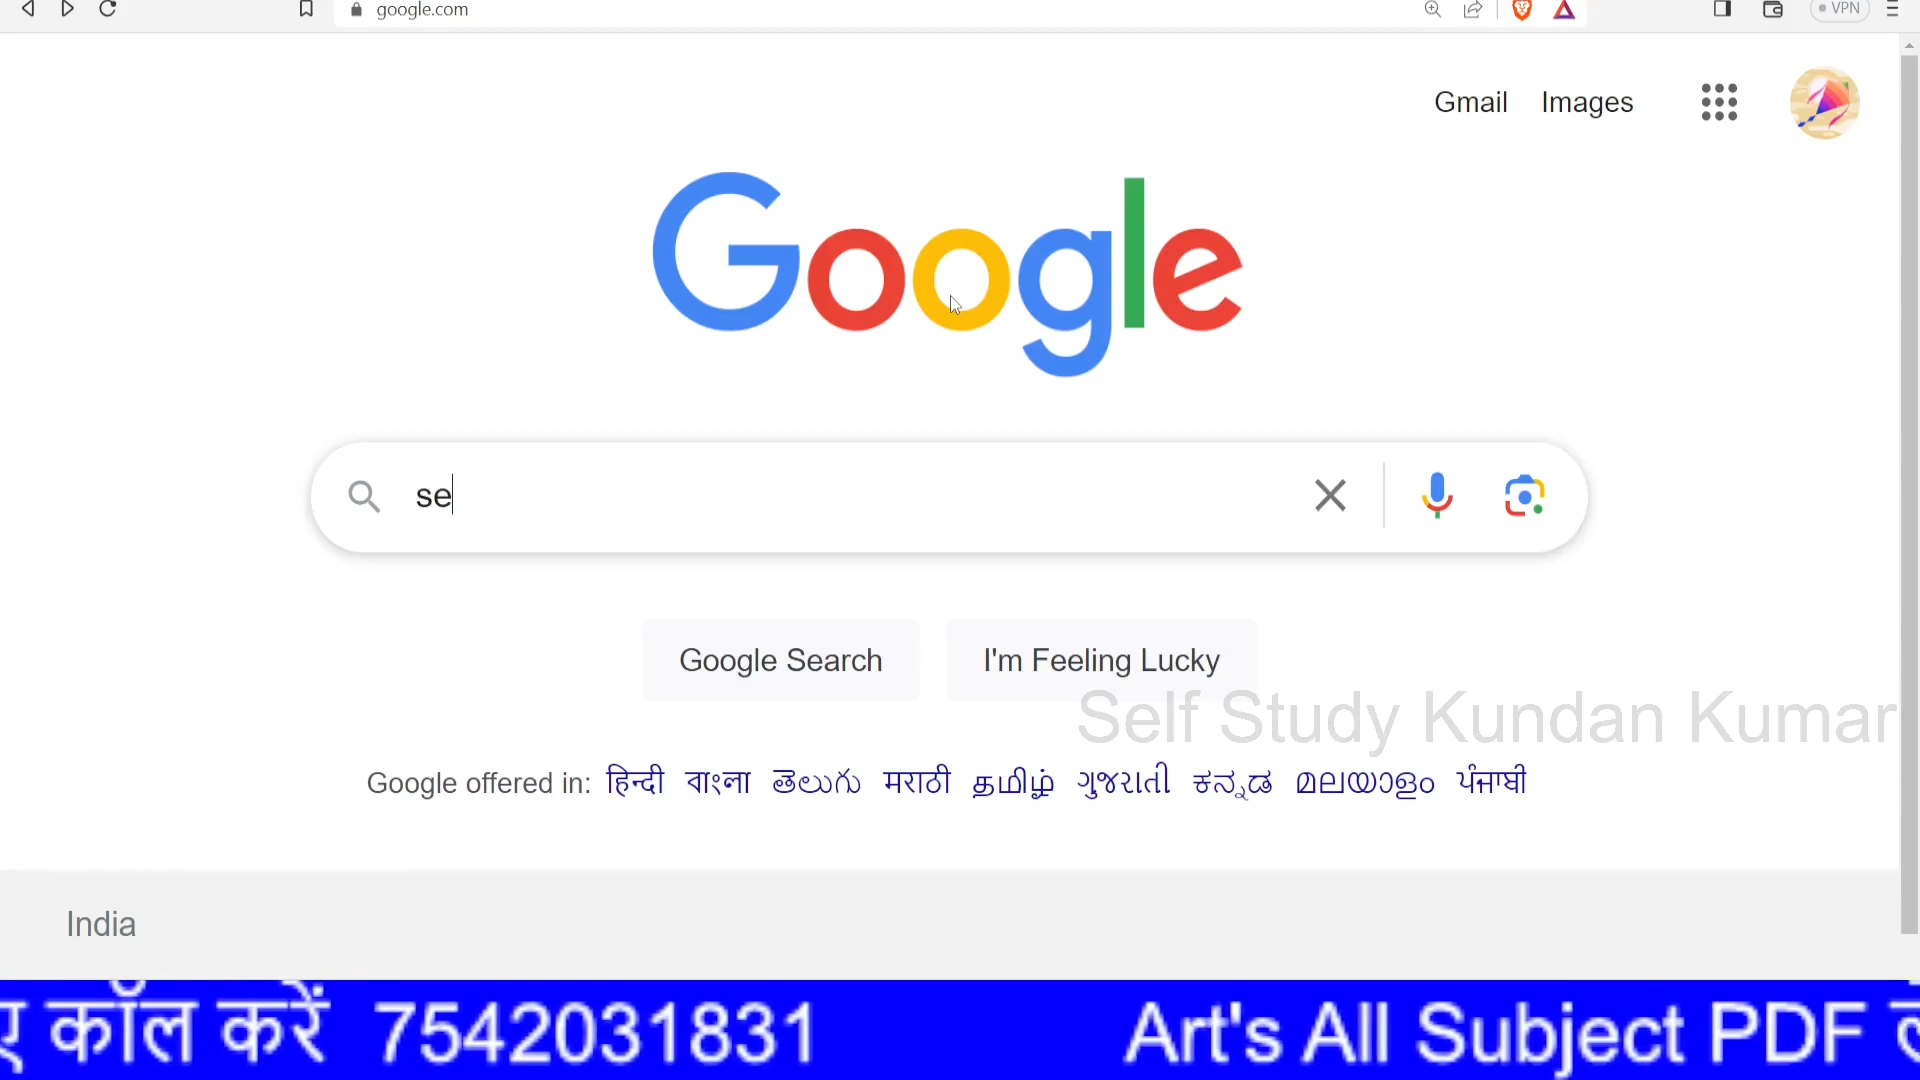 google.com
VPN
Gmail Images
Google
se
Google Search I'm Feeling Lucky
Self Study Kundan Kumar
Google offered in: हिन्दी বাংলা తెలుగు मराठी தமிழ் ગુજરાતી ಕನ್ನಡ മലയാളം ਪੰਜਾਬੀ
India
कॉल करें 7542031831 Art's All Subject PDF